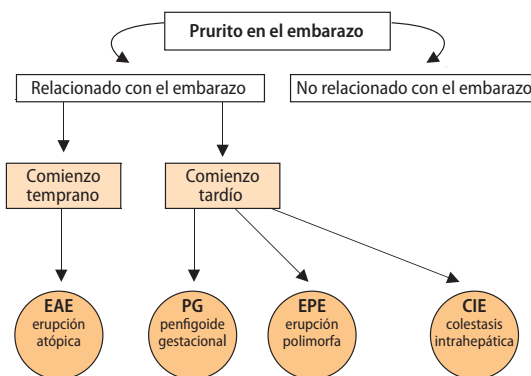 Prurito en el embarazo
Relacionado con el embarazo
No relacionado con el embarazo
Comienzo
temprano
Comienzo
tardío
EAE
erupción
atópica
PG
penfigoide
gestacional
EPE
erupción
polimorfa
CIE
colestasis
intrahepática